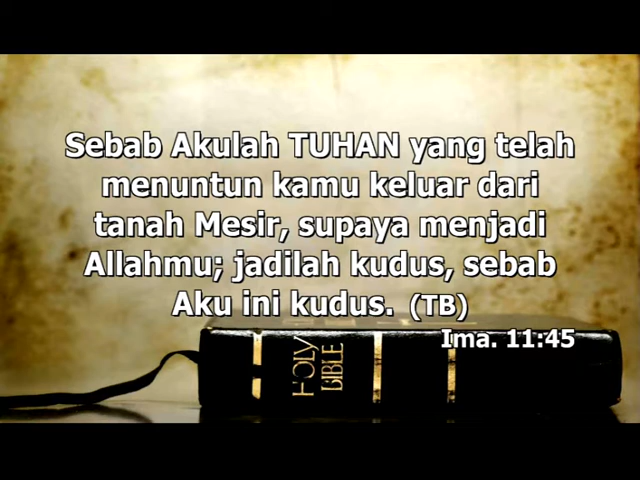 Sebab Akulah TUHAN yang telah
menuntun kamu keluar dari
tanah Mesir, supaya menjadi
Allahmu; jadilah kudus, sebab
Aku ini kudus. (TB)
Ima. 11:45
HOLY
BIBLE